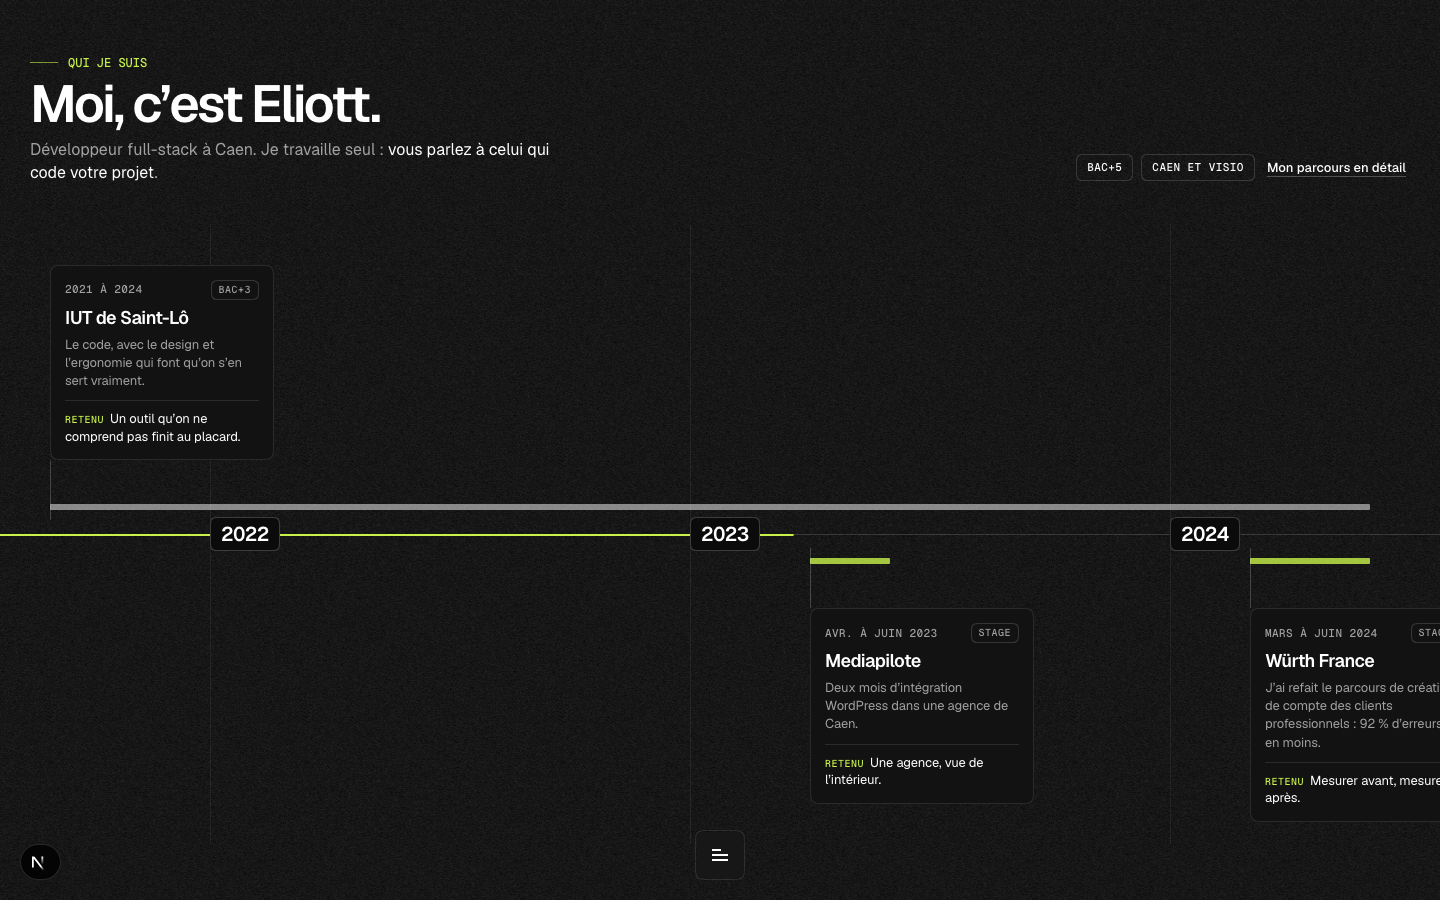 QUI JE SUIS
Moi, c’est Eliott.
Développeur full-stack à Caen. Je travaille seul : vous parlez à celui qui
code votre projet.
BAC+5
CAEN ET VISIO
Mon parcours en détail
2021 À 2024
BAC+3
IUT de Saint-Lô
Le code, avec le design et
l’ergonomie qui font qu’on s’en
sert vraiment.
RETENU Un outil qu’on ne
comprend pas finit au placard.
2022
2023
2024
AVR. À JUIN 2023
STAGE
Mediapilote
Deux mois d’intégration
WordPress dans une agence de
Caen.
RETENU Une agence, vue de
l’intérieur.
MARS À JUIN 2024
STAG
Würth France
J’ai refait le parcours de créati
de compte des clients
professionnels : 92 % d’erreurs
en moins.
RETENU Mesurer avant, mesure
après.
N